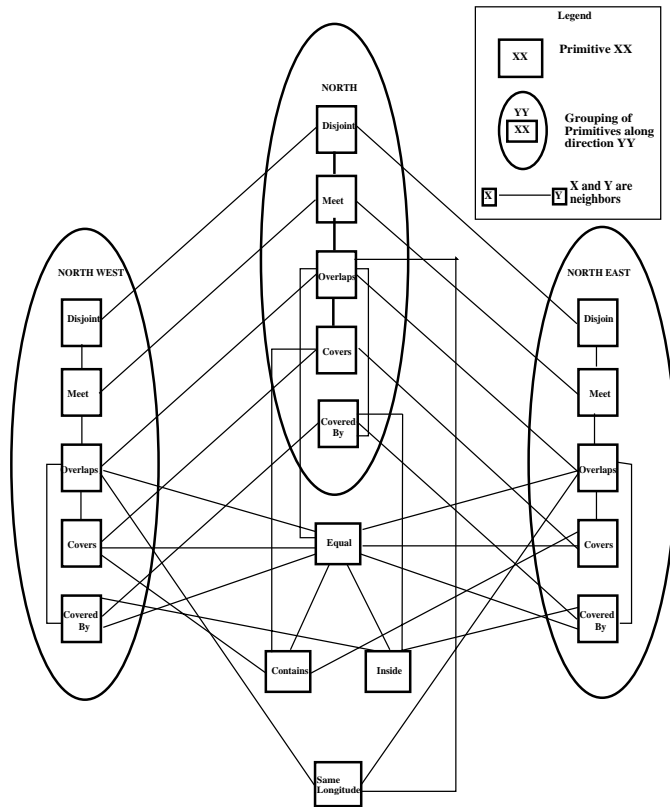 Legend
XX
Primitive XX
YY
XX
Grouping of
Primitives along
direction YY
X
Y
X and Y are
neighbors
NORTH
Disjoint
Meet
Overlaps
Covers
Covered
By
NORTH WEST
Disjoint
Meet
Overlaps
Covers
Covered
By
NORTH EAST
Disjoin
Meet
Overlaps
Covers
Covered
By
Equal
Contains
Inside
Same
Longitude